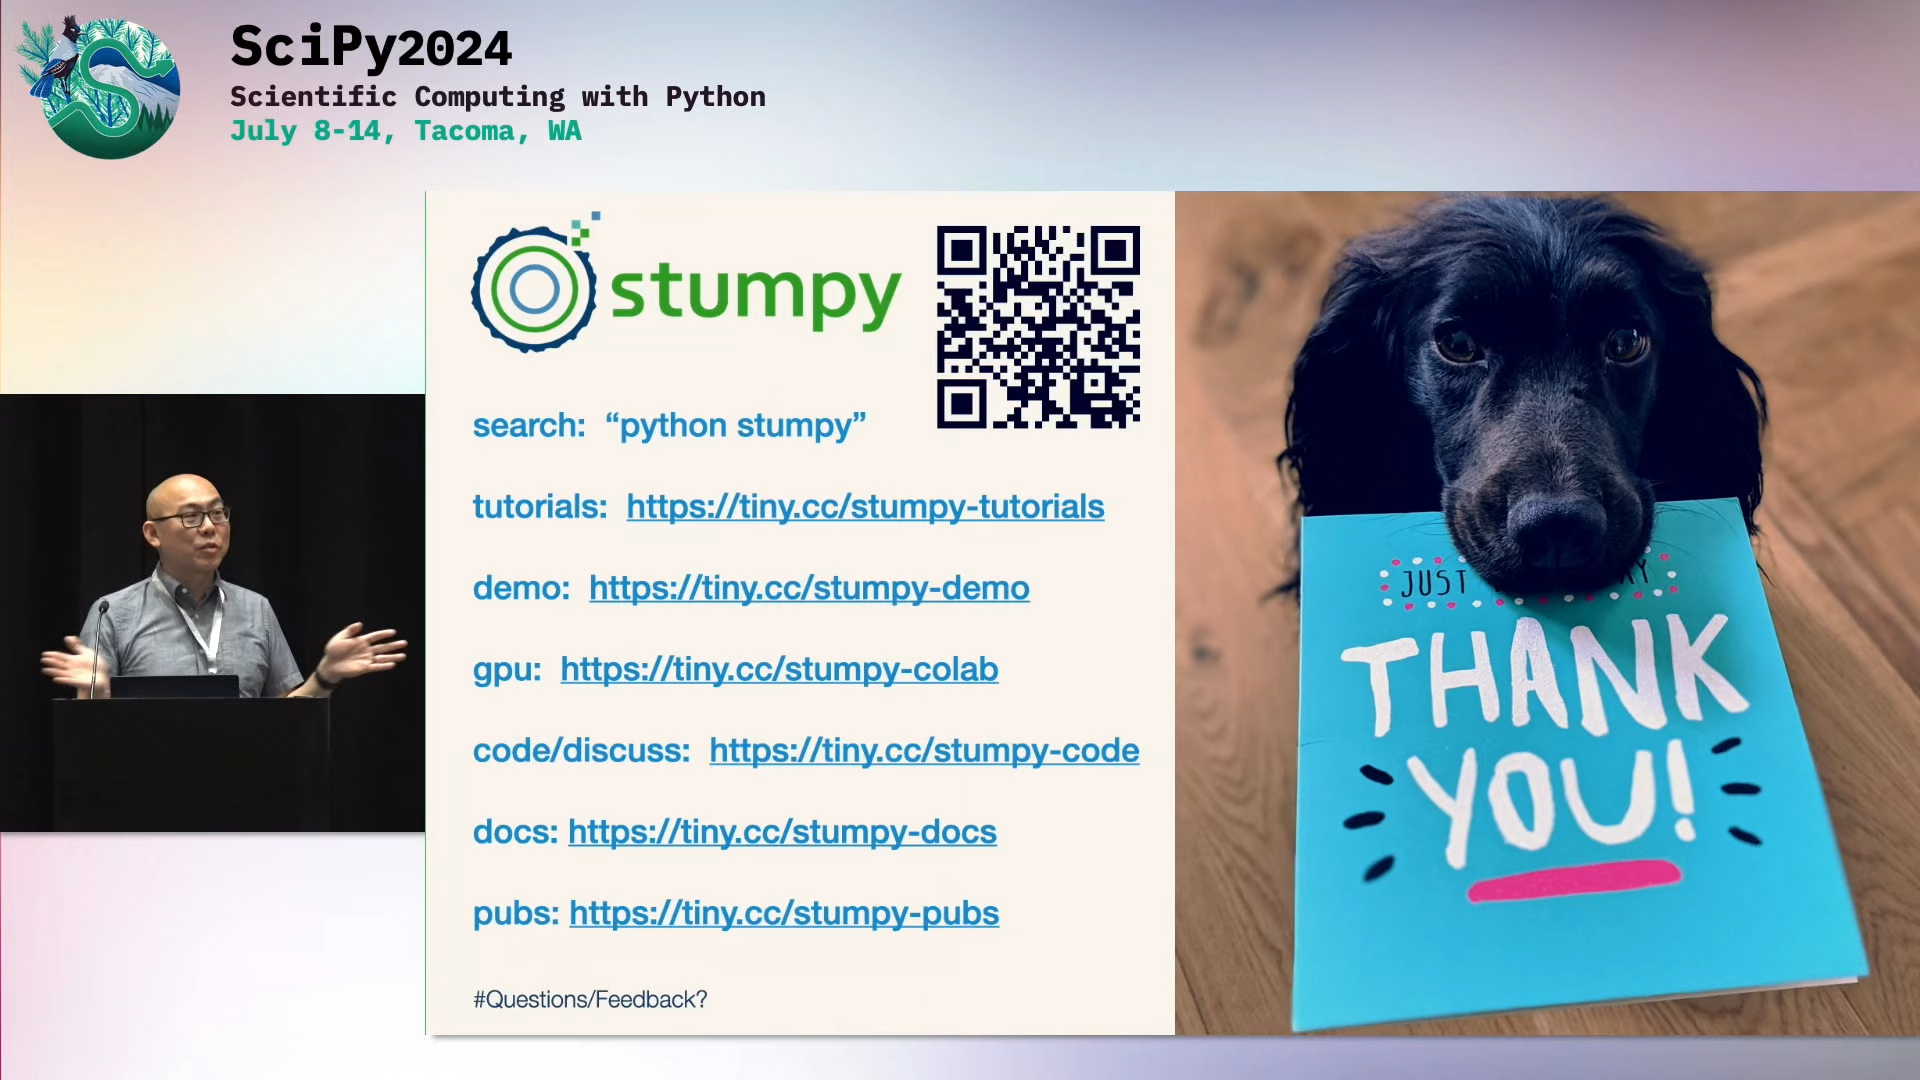 SciPy2024
Scientific Computing with Python
July 8-14, Tacoma, WA
stumpy
search: “python stumpy”
tutorials: https://tiny.cc/stumpy-tutorials
demo: https://tiny.cc/stumpy-demo
gpu: https://tiny.cc/stumpy-colab
code/discuss: https://tiny.cc/stumpy-code
docs: https://tiny.cc/stumpy-docs
pubs: https://tiny.cc/stumpy-pubs
#Questions/Feedback?
JUST
THANK
YOU!